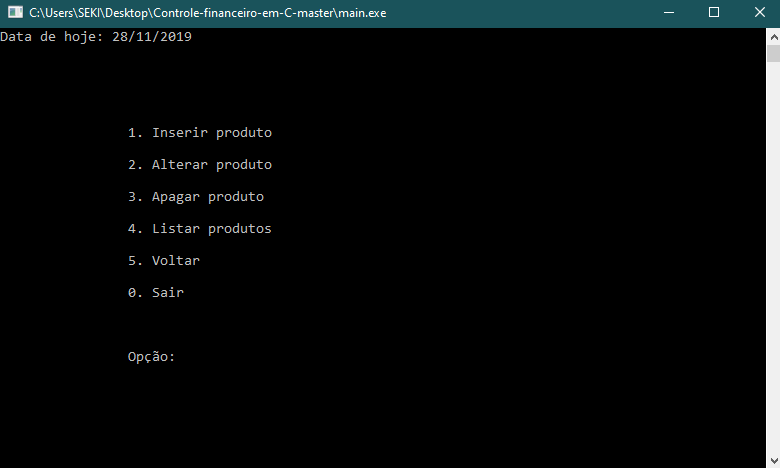 C:\Users\SEKI\Desktop\Controle-financeiro-em-C-master\main.exe
Data de hoje: 28/11/2019
1. Inserir produto
2. Alterar produto
3. Apagar produto
4. Listar produtos
5. Voltar
0. Sair
Opção: